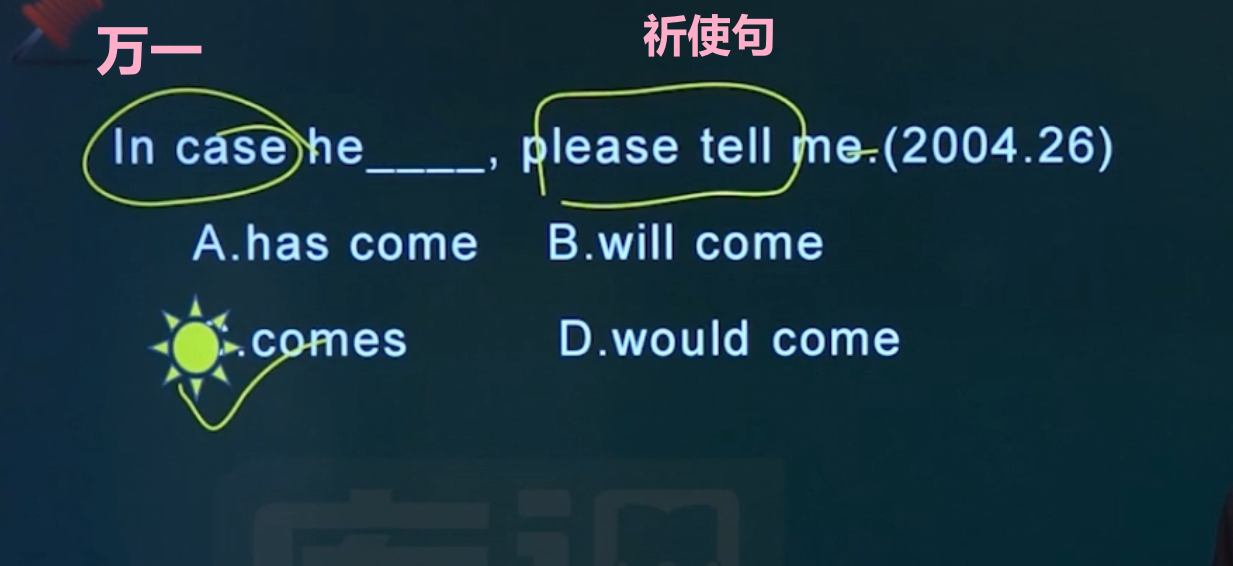 万一 祈使句
In case he____, please tell me.(2004.26)
A.has come B.will come
C.comes D.would come